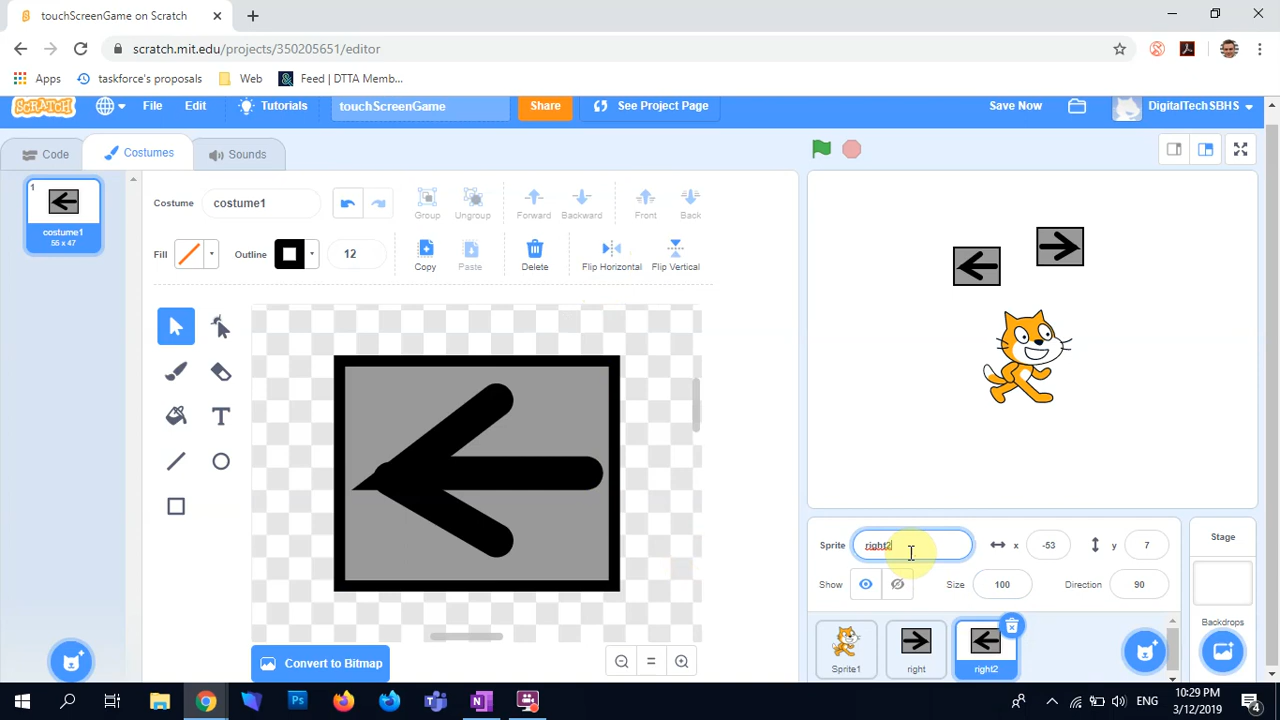 touchScreenGame on Scratch
scratch.mit.edu/projects/350205651/editor
Apps taskforce's proposals Web Feed | DTTA Memb...
SCRATCH File Edit Tutorials touchScreenGame Share See Project Page Save Now DigitalTechSBHS
Code Costumes Sounds
1
costume1
55 x 47
Costume costume1 Group Ungroup Forward Backward Front Back
Fill Outline 12 Copy Paste Delete Flip Horizontal Flip Vertical
T
Convert to Bitmap
Sprite right2 x -53 y 7
Show Size 100 Direction 90
Sprite1 right right2
Stage
Backdrops
ENG
10:29 PM
3/12/2019
4